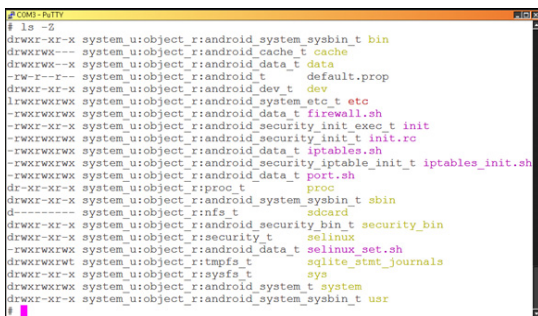 COM3 - PuTTY
# ls -Z
drwxr-xr-x system_u:object_r:android_system_sysbin_t bin
drwxrwx--- system_u:object_r:android_cache_t cache
drwxrwx--x system_u:object_r:android_data_t data
-rw-r--r-- system_u:object_r:android_t default.prop
drwxr-xr-x system_u:object_r:android_dev_t dev
lrwxrwxrwx system_u:object_r:android_system_etc_t etc
-rwxrwxrwx system_u:object_r:android_data_t firewall.sh
-rwxr-xr-x system_u:object_r:android_security_init_exec_t init
-rwxrwxrwx system_u:object_r:android_security_init_t init.rc
-rwxrwxrwx system_u:object_r:android_data_t iptables.sh
-rwxrwxrwx system_u:object_r:android_security_iptable_init_t iptables_init.sh
-rwxrwxrwx system_u:object_r:android_data_t port.sh
dr-xr-xr-x system_u:object_r:proc_t proc
drwxr-xr-x system_u:object_r:android_system_sysbin_t sbin
d--------- system_u:object_r:nfs_t sdcard
drwxr-xr-x system_u:object_r:android_security_bin_t security_bin
drwxr-xr-x system_u:object_r:security_t selinux
-rwxrwxrwx system_u:object_r:android_data_t selinux_set.sh
drwxrwxrwt system_u:object_r:tmpfs_t sqlite_stmt_journals
drwxr-xr-x system_u:object_r:sysfs_t sys
drwxr-xr-x system_u:object_r:android_system_t system
drwxr-xr-x system_u:object_r:android_system_sysbin_t usr
#